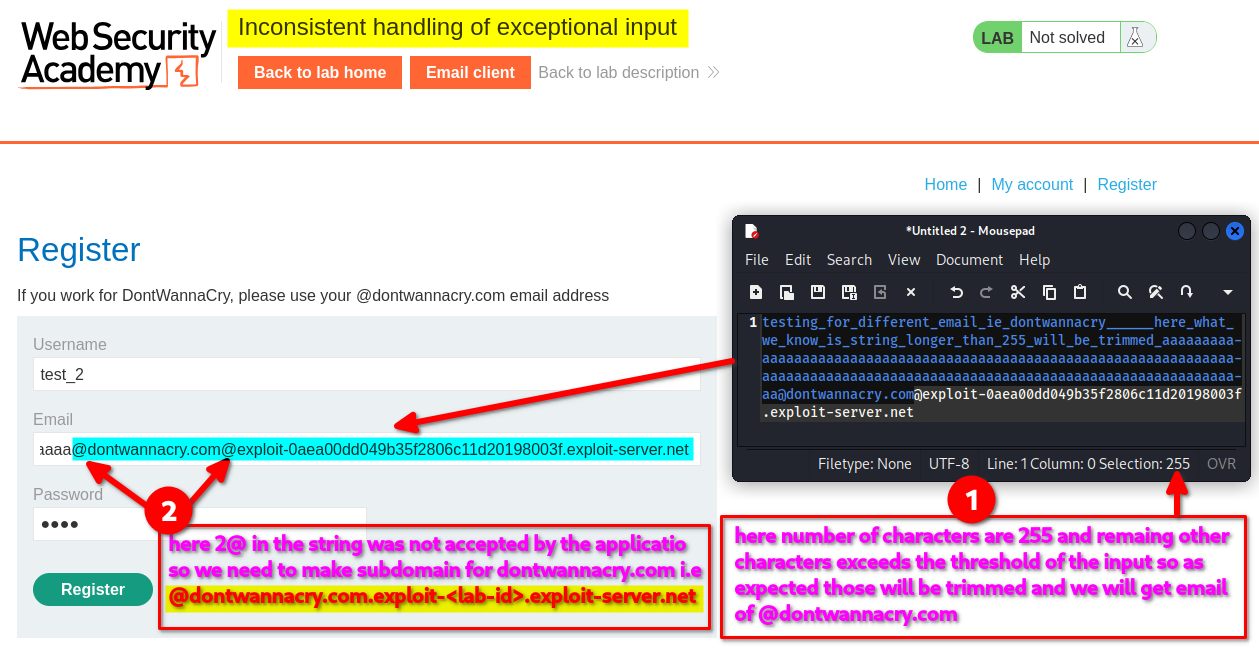 Web Security
Academy
Inconsistent handling of exceptional input
LAB Not solved
Back to lab home Email client Back to lab description
Home | My account | Register
Register
If you work for DontWannaCry, please use your @dontwannacry.com email address
Username
test_2
Email
aaaa@dontwannacry.com@exploit-0aea00dd049b35f2806c11d20198003f.exploit-server.net
Password
••••
Register
2
here 2@ in the string was not accepted by the applicatio
so we need to make subdomain for dontwannacry.com i.e
@dontwannacry.com.exploit-<lab-id>.exploit-server.net
*Untitled 2 - Mousepad
File Edit Search View Document Help
1 testing_for_different_email_ie_dontwannacry______here_what_
we_know_is_string_longer_than_255_will_be_trimmed_aaaaaaaaa-
aaaaaaaaaaaaaaaaaaaaaaaaaaaaaaaaaaaaaaaaaaaaaaaaaaaaaaaaaaa-
aaaaaaaaaaaaaaaaaaaaaaaaaaaaaaaaaaaaaaaaaaaaaaaaaaaaaaaaaaa-
aa@dontwannacry.com@exploit-0aea00dd049b35f2806c11d20198003f
.exploit-server.net
Filetype: None UTF-8 Line: 1 Column: 0 Selection: 255 OVR
1
here number of characters are 255 and remaing other
characters exceeds the threshold of the input so as
expected those will be trimmed and we will get email
of @dontwannacry.com